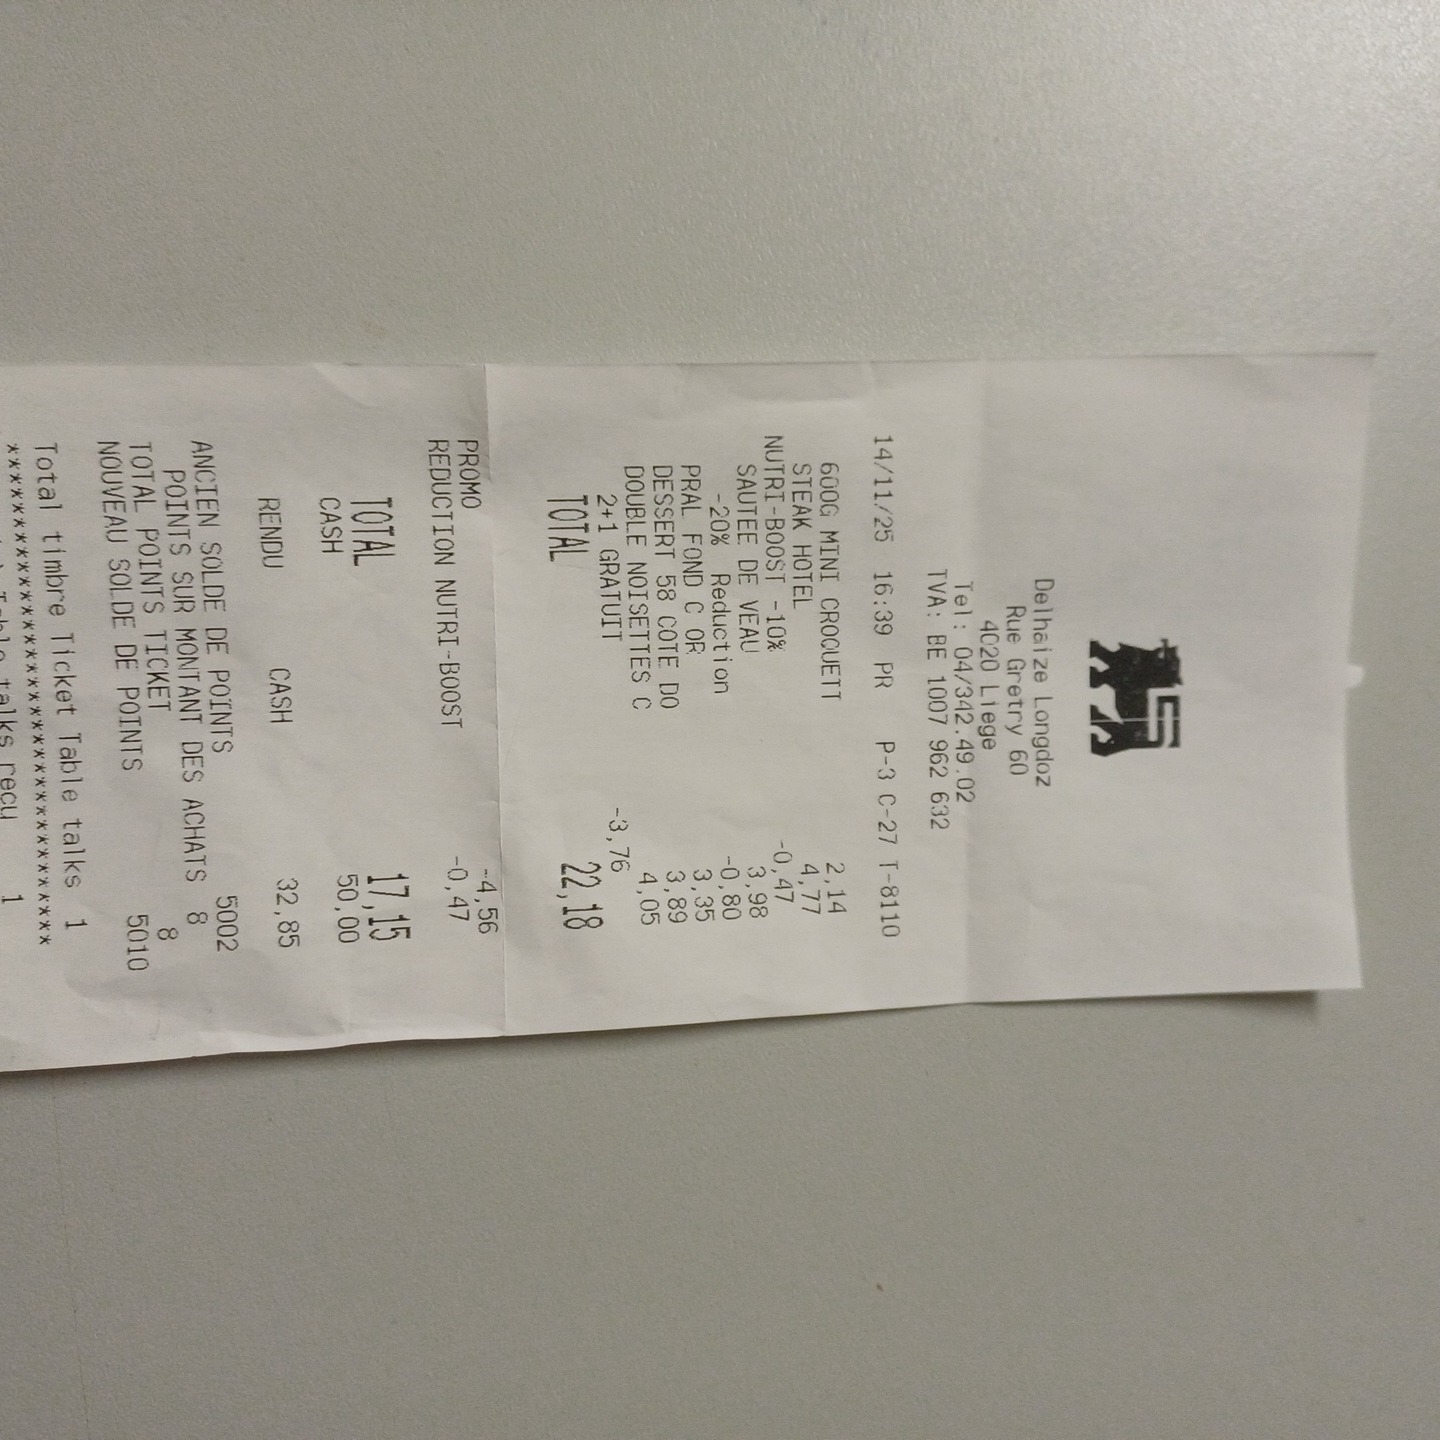 Delhaize Longdoz
Rue Gretry 60
4020 Liege
Tel: 04/342.49.02
TVA: BE 1007 962 632
14/11/25 16:39 PR P-3 C-27 T-8110
600G MINI CROQUETT 2,14
STEAK HOTEL 4,77
NUTRI-BOOST -10% -0,47
SAUTEE DE VEAU 3,98
-20% Reduction -0,80
PRAL FOND C OR 3,35
DESSERT 58 COTE DO 3,89
DOUBLE NOISETTES C 4,05
2+1 GRATUIT -3,76
TOTAL 22,18
PROMO -4,56
REDUCTION NUTRI-BOOST -0,47
TOTAL 17,15
CASH 50,00
RENDU CASH 32,85
ANCIEN SOLDE DE POINTS 5002
POINTS SUR MONTANT DES ACHATS 8
TOTAL POINTS TICKET 8
NOUVEAU SOLDE DE POINTS 5010
Total timbre Ticket Table talks 1
************************************
Table talks reçu 1